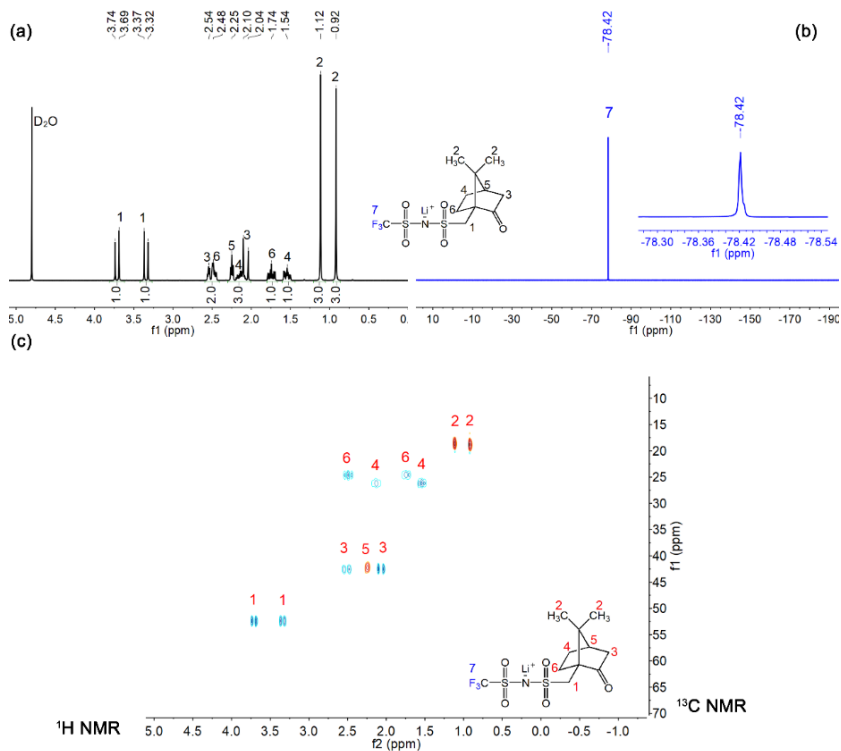 (a)
3.74
3.69
3.37
3.32
2.54
2.48
2.25
2.10
2.04
1.74
1.54
1.12
0.92
D₂O
1
1
3
6
5
4
3
6
4
2
2
1.0
1.0
2.0
3.0
1.0
1.0
3.0
3.0
5.0 4.5 4.0 3.5 3.0 2.5 2.0 1.5 1.0 0.5 0.
f1 (ppm)
2
CH₃
2
H₃C
4
5
3
6
7
F₃C
S
O
O
Li⁺
N
S
O
O
O
1
(b)
-78.42
7
-78.42
-78.30 -78.36 -78.42 -78.48 -78.54
f1 (ppm)
10 -10 -30 -50 -70 -90 -110 -130 -150 -170 -190
f1 (ppm)
(c)
2 2
6 4 6 4
3 5 3
1 1
10
15
20
25
30
35
40
45
50
55
60
65
70
f1 (ppm)
2
H₃C
2
CH₃
4
5
3
6
7
F₃C
S
O
O
Li⁺
N
S
O
O
O
1
¹³C NMR
¹H NMR
5.0 4.5 4.0 3.5 3.0 2.5 2.0 1.5 1.0 0.5 0.0 -0.5 -1.0
f2 (ppm)